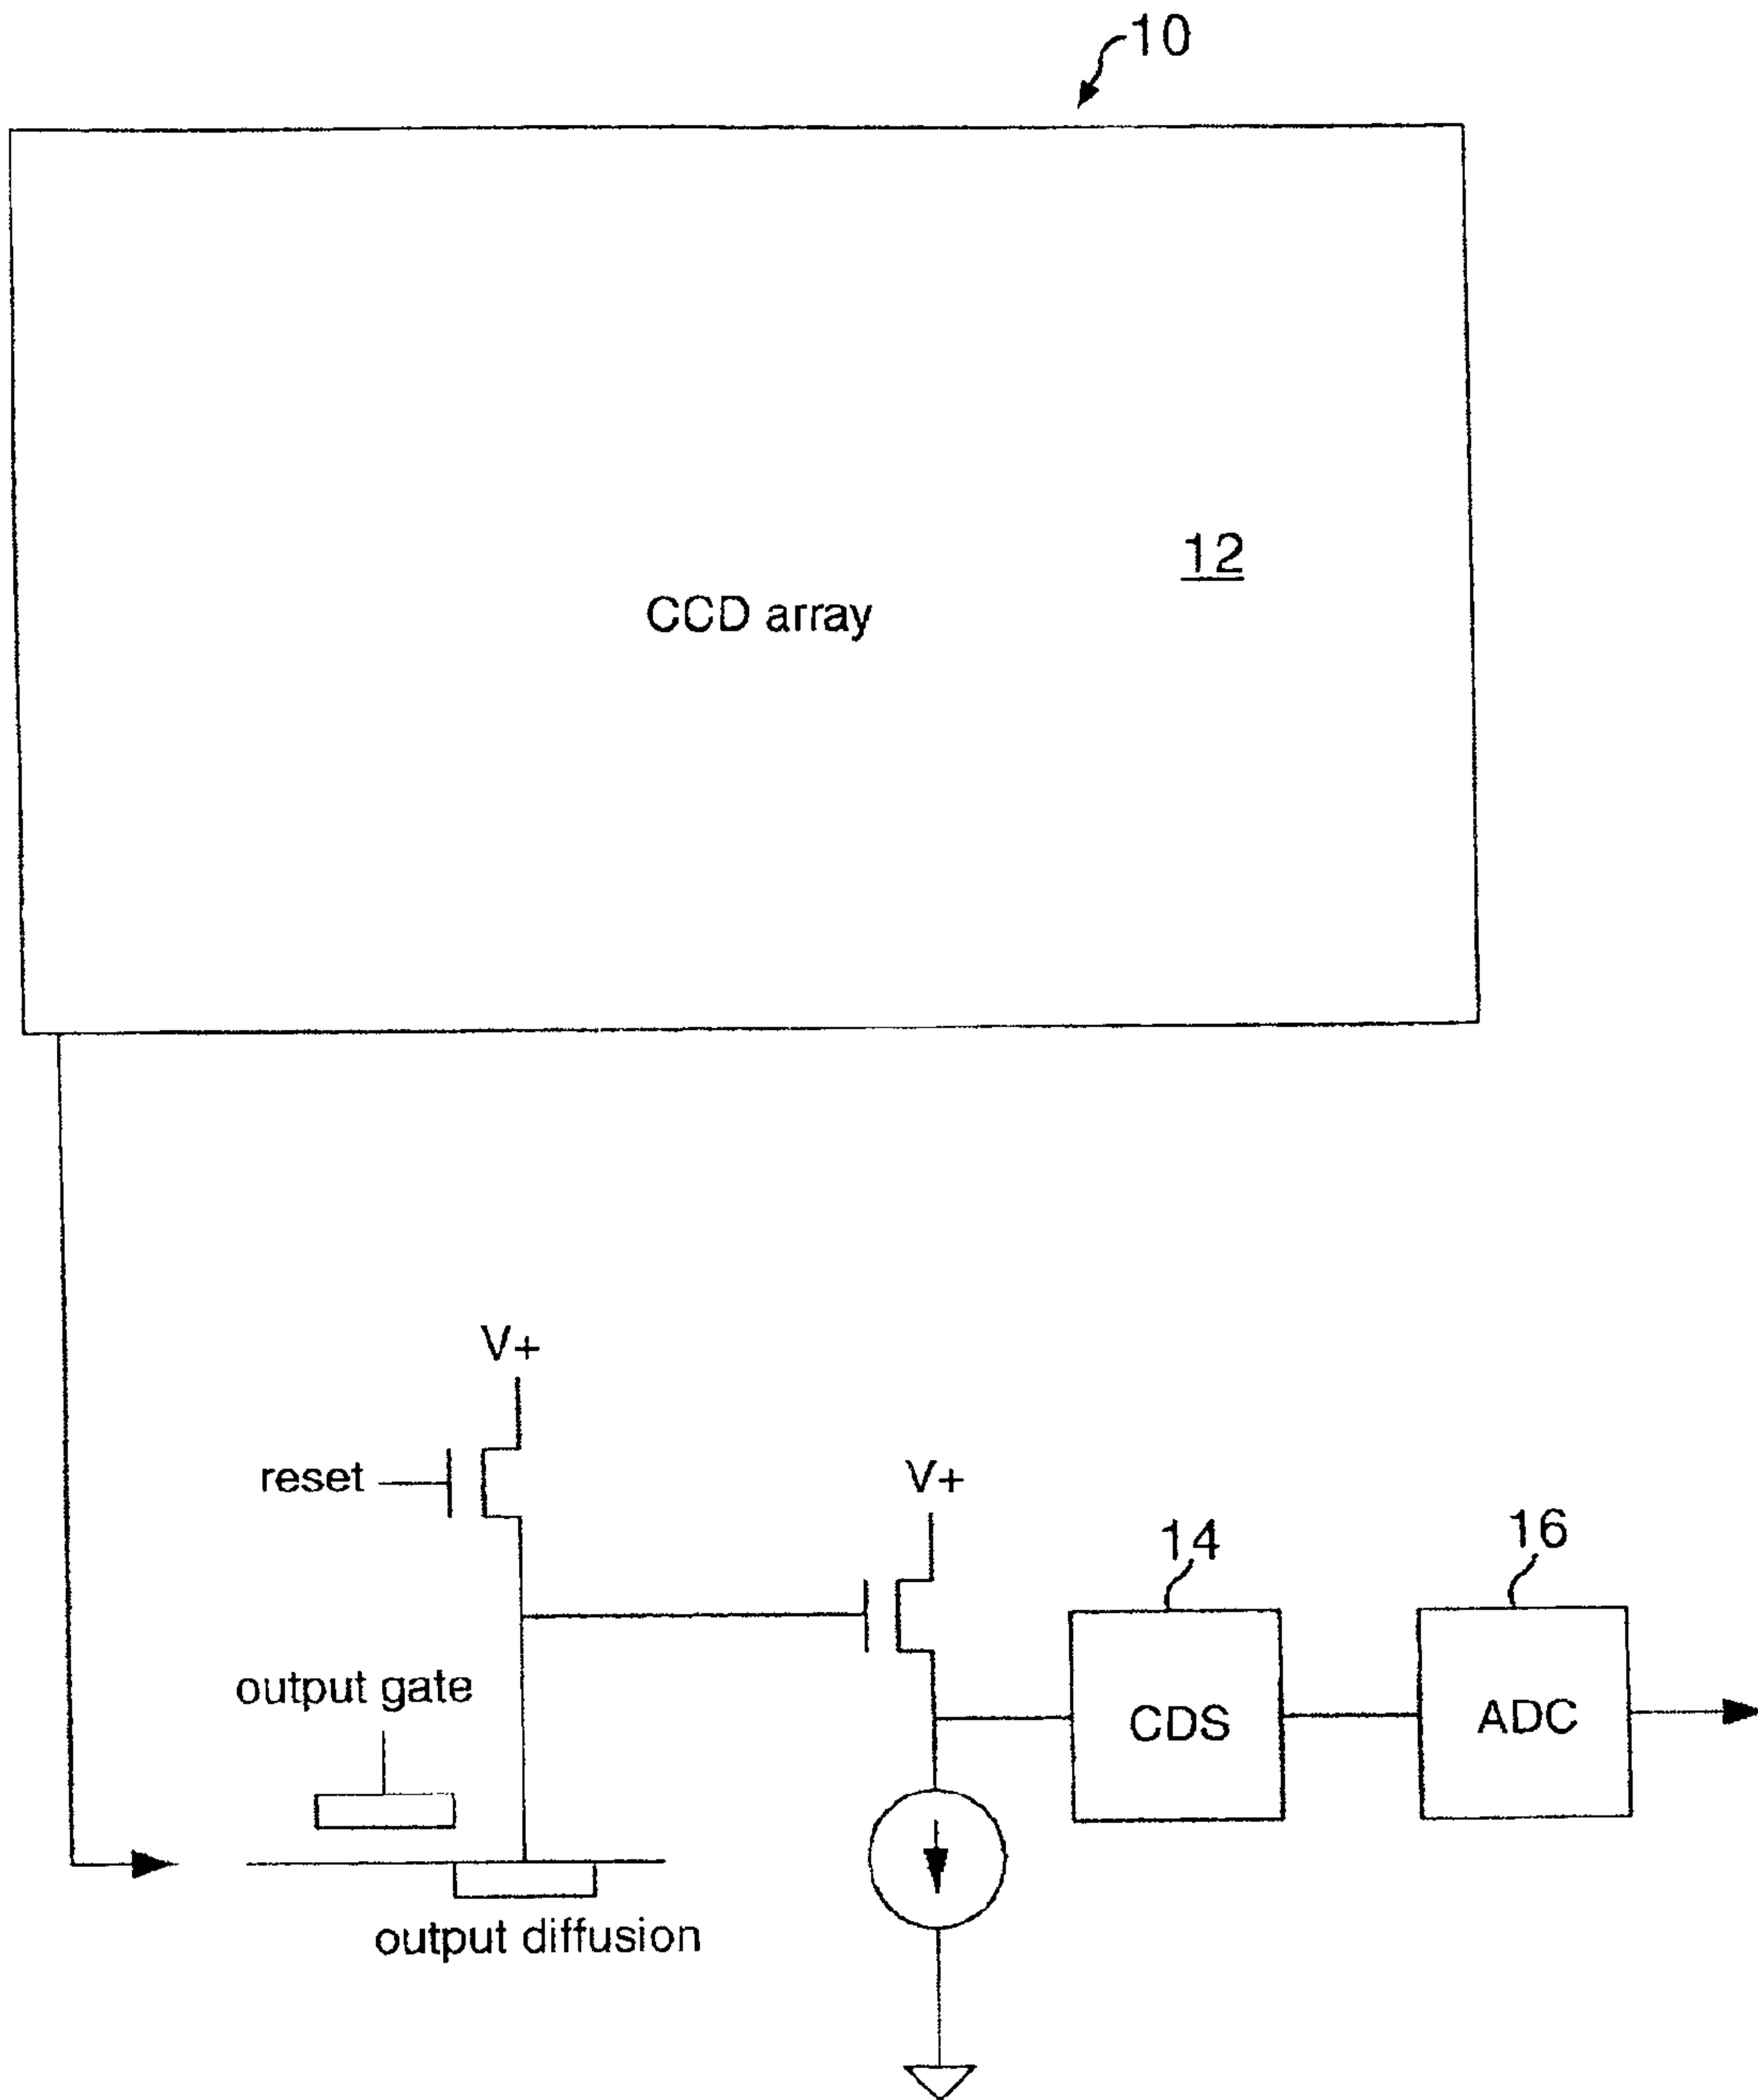 10
12
CCD array
V+
reset
V+
14
16
output gate
CDS
ADC
output diffusion